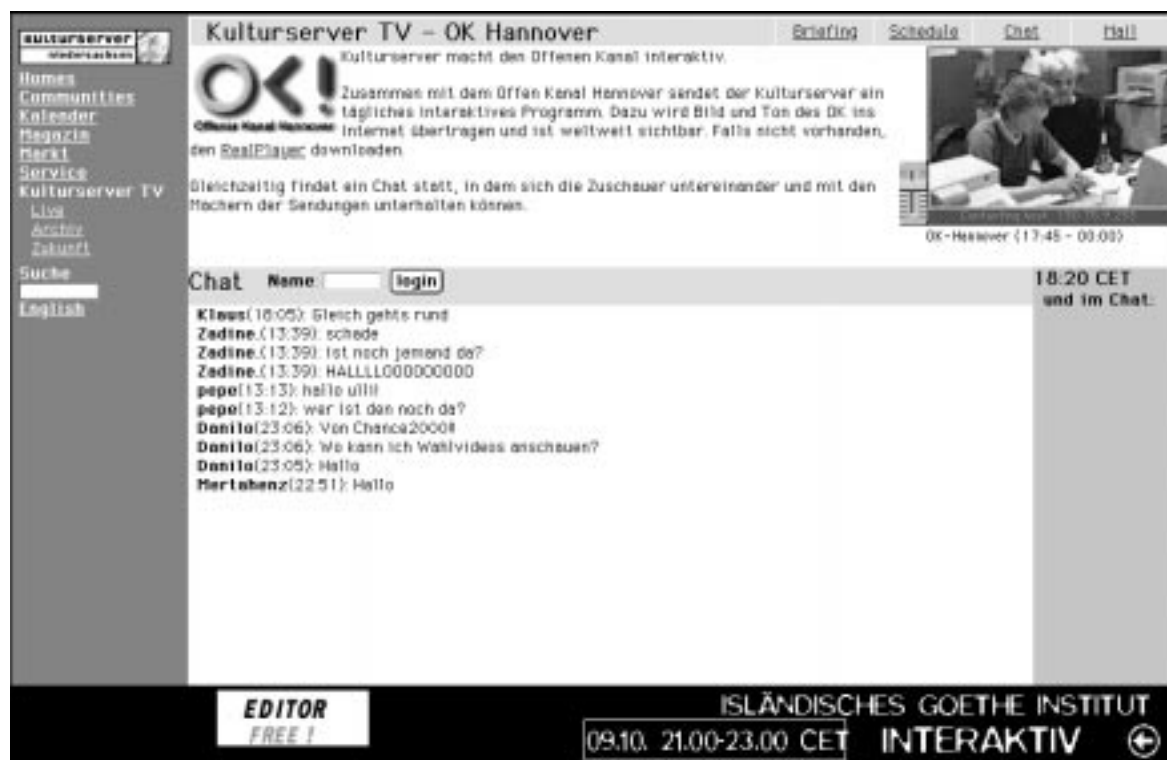 kulturserver
niedersachsen
Homes
Communities
Kalender
Magazin
Markt
Service
Kulturserver TV
Live
Archiv
Zukunft
Suche
English
Kulturserver TV - OK Hannover
Briefing Schedule Chat Mail
OK!
Offener Kanal Hannover
Kulturserver macht den Offenen Kanal interaktiv.
Zusammen mit dem Offen Kanal Hannover sendet der Kulturserver ein
tägliches interaktives Programm. Dazu wird Bild und Ton des OK ins
Internet übertragen und ist weltweit sichtbar. Falls nicht vorhanden,
den RealPlayer downloaden.
Gleichzeitig findet ein Chat statt, in dem sich die Zuschauer untereinander und mit den
Machern der Sendungen unterhalten können.
OK-Hannover (17:45 - 00:00)
Chat Name login
18:20 CET
und im Chat:
Klaus(18:05): Gleich gehts rund
Zadine.(13:39): schade
Zadine.(13:39): ist noch jemand da?
Zadine.(13:39): HALLLLOOOOOOOOO
pepe(13:13): hallo
pepe(13:12): wer ist den noch da?
Danilo(23:06): Von Chance2000!!
Danilo(23:06): Wo kann ich Wahlvideos anschauen?
Danilo(23:05): Hallo
Mertahenz(22:51): Hallo
EDITOR
FREE !
ISLÄNDISCHES GOETHE INSTITUT
09.10. 21.00-23.00 CET INTERAKTIV